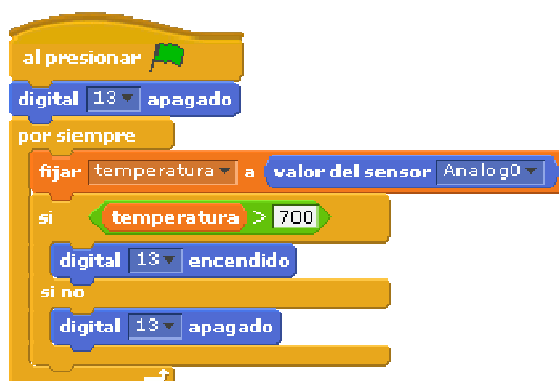 al presionar
digital 13 apagado
por siempre
fijar temperatura a valor del sensor Analog0
si temperatura > 700
digital 13 encendido
si no
digital 13 apagado